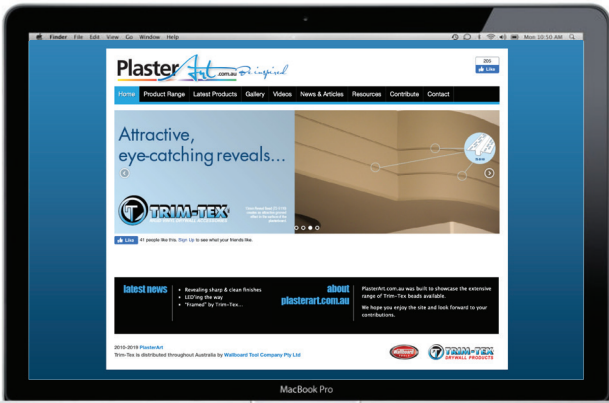 Finder File Edit View Go Window Help
Mon 10:50 AM
PlasterArt.com.au Be inspired
206
Like
Home Product Range Latest Products Gallery Videos News & Articles Resources Contribute Contact
Attractive,
eye-catching reveals...
TRIM-TEX
Like 41 people like this. Sign Up to see what your friends like.
latest news
Revealing sharp & clean finishes
LED'ing the way
"Framed" by Trim-Tex...
about
plasterart.com.au
PlasterArt.com.au was built to showcase the extensive
range of Trim-Tex beads available.
We hope you enjoy the site and look forward to your
contributions.
2010-2019 PlasterArt
Trim-Tex is distributed throughout Australia by Wallboard Tool Company Pty Ltd
Wallboard
TRIM-TEX
DRYWALL PRODUCTS
MacBook Pro